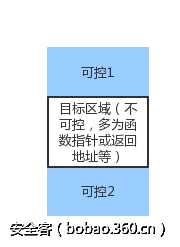 可控1
目标区域（不
可控，多为函
数指针或返回
地址等）
可控2
安全客（bobao.360.cn）